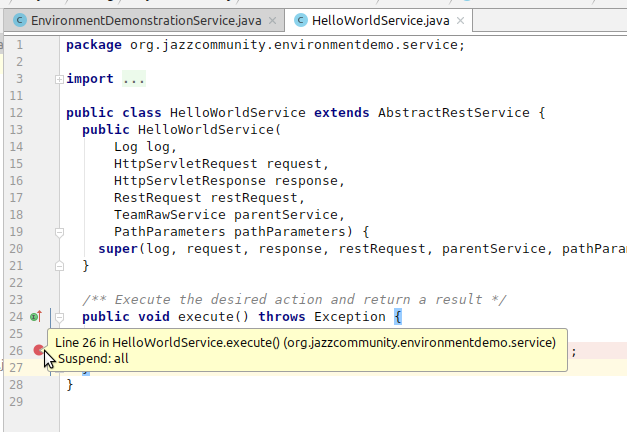 EnvironmentDemonstrationService.java HelloWorldService.java
1 package org.jazzcommunity.environmentdemo.service;
2
3 import ...
11
12 public class HelloWorldService extends AbstractRestService {
13 public HelloWorldService(
14 Log log,
15 HttpServletRequest request,
16 HttpServletResponse response,
17 RestRequest restRequest,
18 TeamRawService parentService,
19 PathParameters pathParameters) {
20 super(log, request, response, restRequest, parentService, pathPara
21 }
22
23 /** Execute the desired action and return a result */
24 public void execute() throws Exception {
25
Line 26 in HelloWorldService.execute() (org.jazzcommunity.environmentdemo.service)
26 ;
Suspend: all
27 }
28 }
29